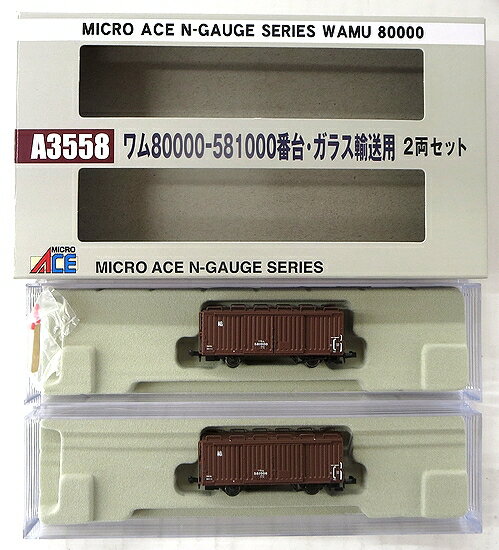 MICRO ACE N-GAUGE SERIES WAMU 80000
A3558 ワム80000-581000番台・ガラス輸送用 2両セット
MICRO ACE
MICRO ACE N-GAUGE SERIES
581000
581006